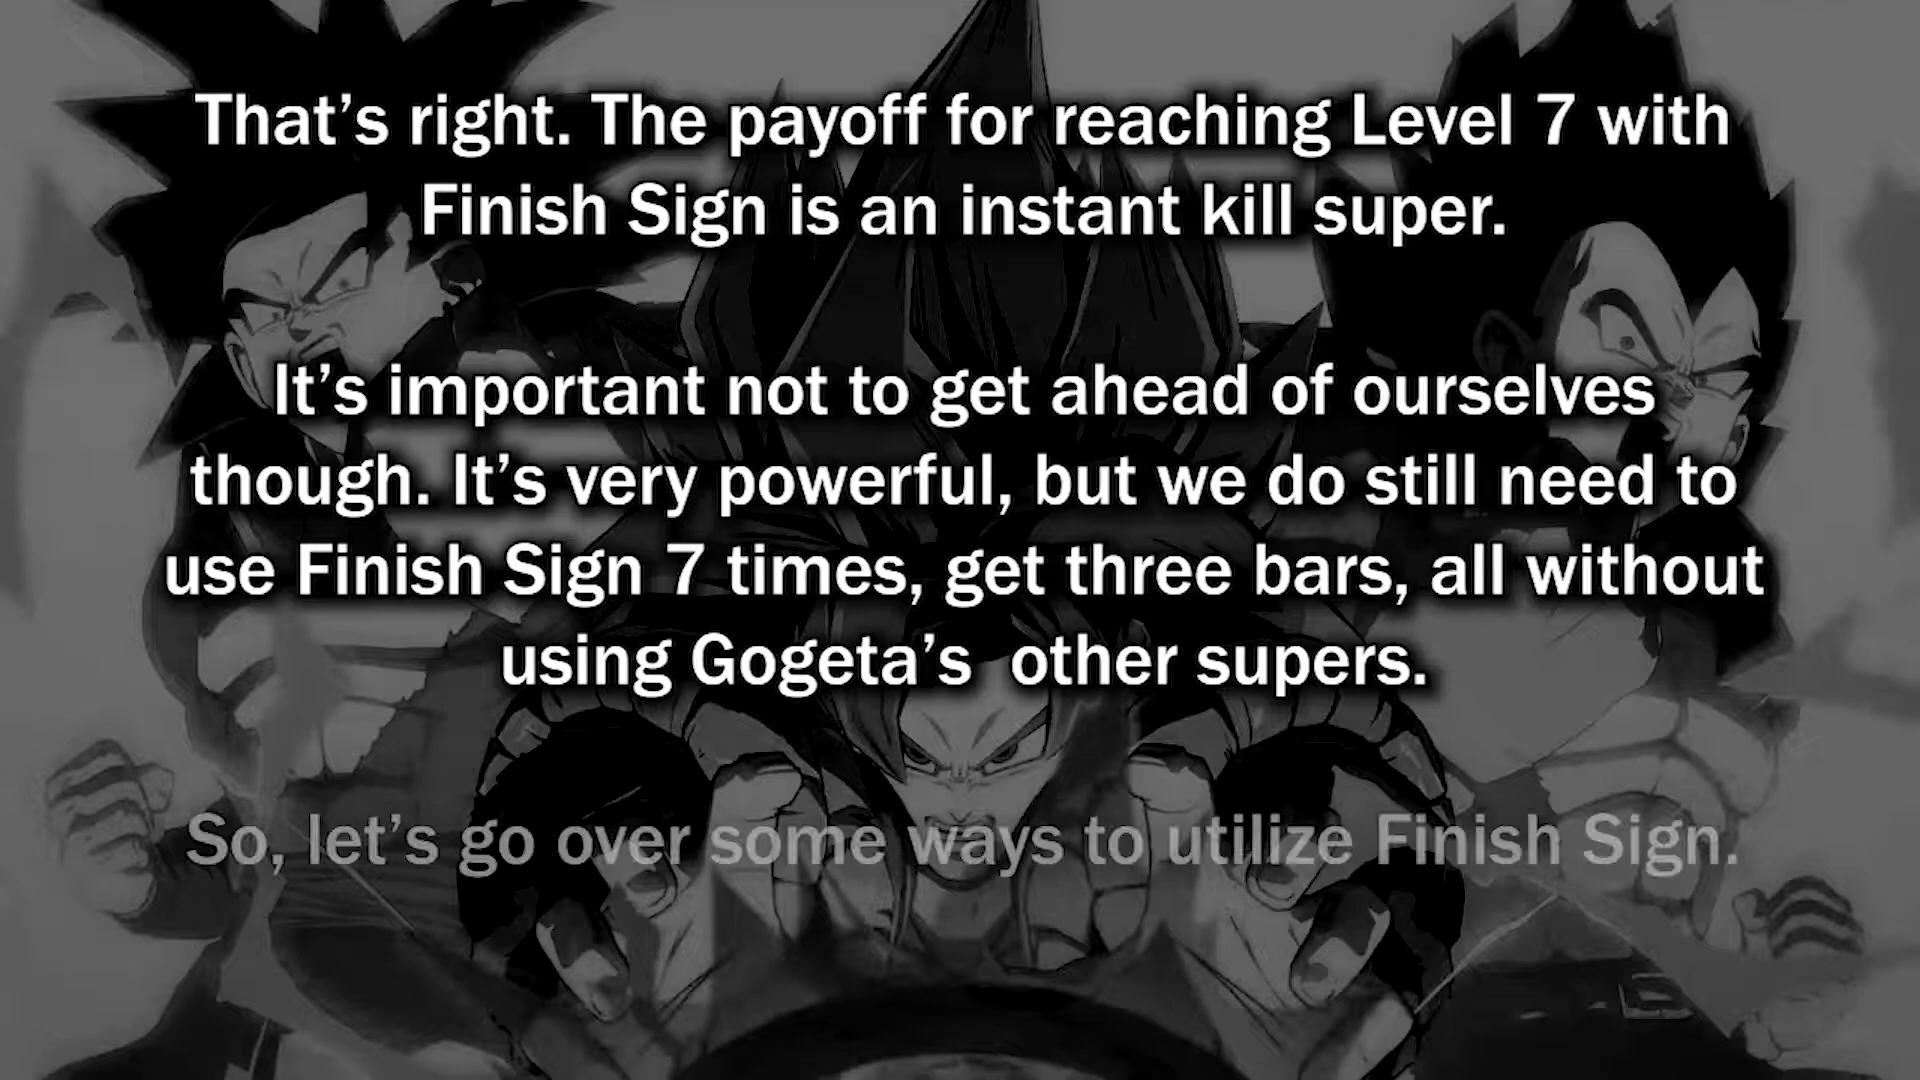 That’s right. The payoff for reaching Level 7 with
Finish Sign is an instant kill super.
It’s important not to get ahead of ourselves
though. It’s very powerful, but we do still need to
use Finish Sign 7 times, get three bars, all without
using Gogeta’s  other supers.
So, let’s go over some ways to utilize Finish Sign.